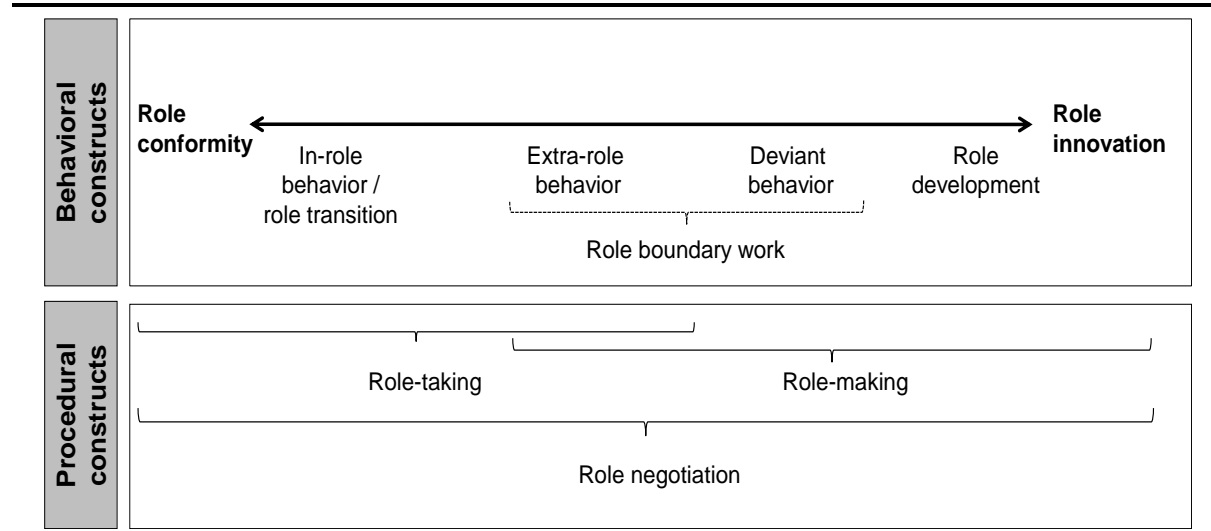 Behavioral
constructs
Role
conformity
Role
innovation
In-role
behavior /
role transition
Extra-role
behavior
Deviant
behavior
Role
development
Role boundary work
Procedural
constructs
Role-taking
Role-making
Role negotiation